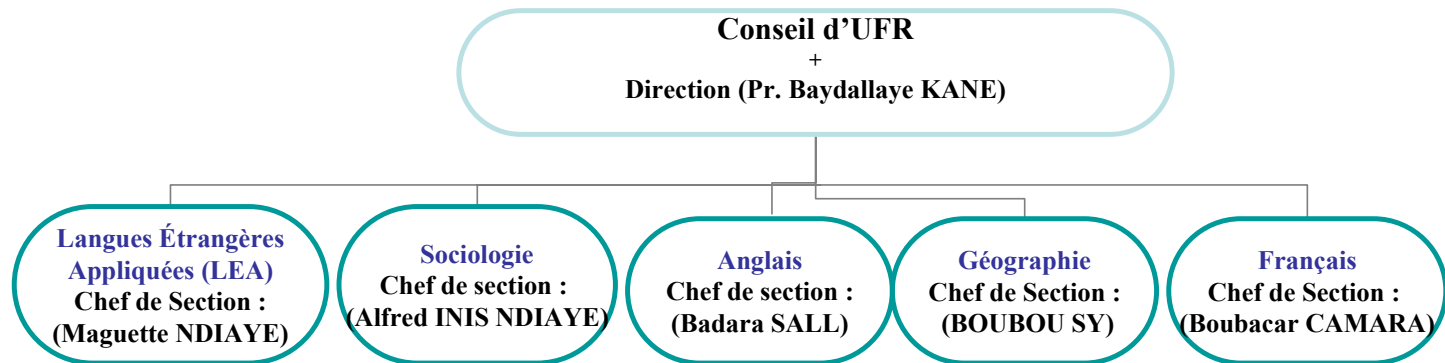 Conseil d’UFR
+
Direction (Pr. Baydallaye KANE)
Langues Étrangères
Appliquées (LEA)
Chef de Section :
(Maguette NDIAYE)
Sociologie
Chef de section :
(Alfred INIS NDIAYE)
Anglais
Chef de section :
(Badara SALL)
Géographie
Chef de Section :
(BOUBOU SY)
Français
Chef de Section :
(Boubacar CAMARA)